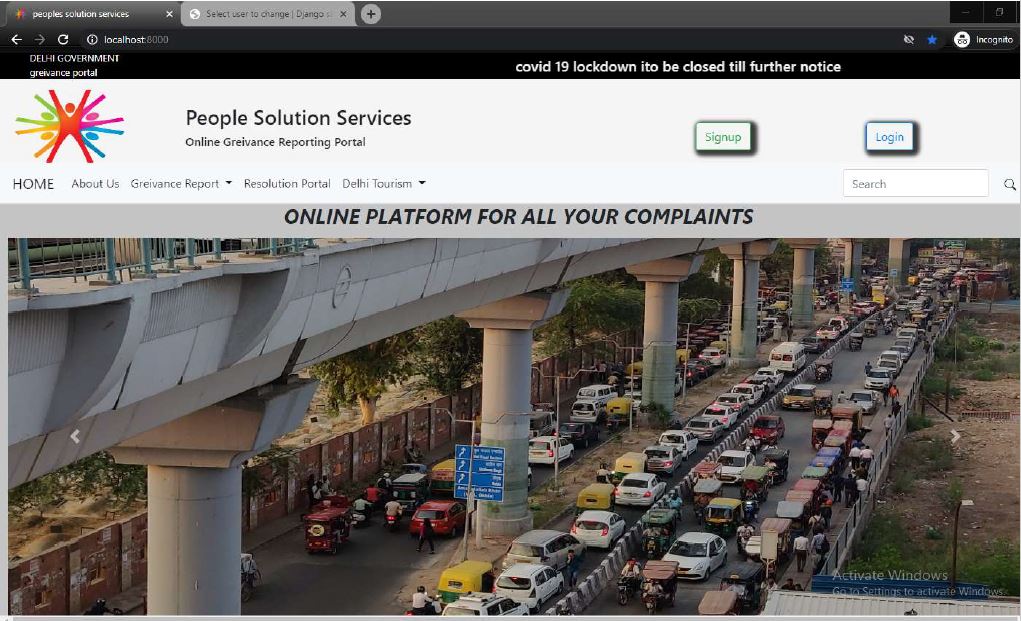 peoples solution services
Select user to change | Django si
localhost:8000
Incognito
DELHI GOVERNMENT
greivance portal
covid 19 lockdown ito be closed till further notice
People Solution Services
Online Greivance Reporting Portal
Signup
Login
HOME
About Us
Greivance Report
Resolution Portal
Delhi Tourism
Search
ONLINE PLATFORM FOR ALL YOUR COMPLAINTS
Activate Windows
Go to Settings to activate Windows.